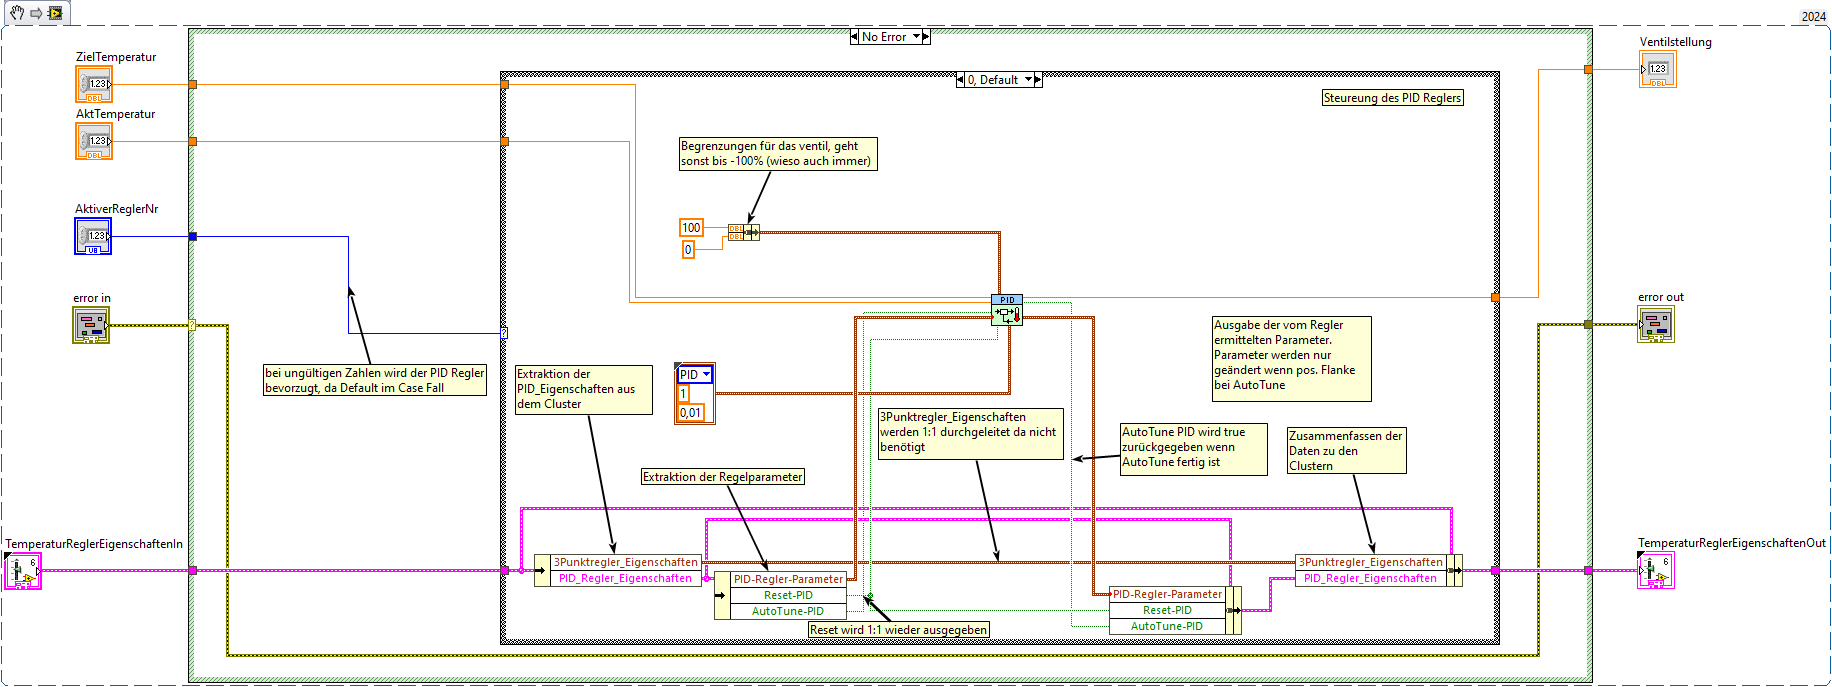 2024
No Error
Ventilstellung
ZielTemperatur
1.23
DBL
0, Default
1.23
DBL
Steureung des PID Reglers
AktTemperatur
1.23
DBL
Begrenzungen für das ventil, geht
sonst bis -100% (wieso auch immer)
AktiverReglerNr
1.23
U8
100
DBL
DBL
0
error in
error out
PID
?
?
bei ungültigen Zahlen wird der PID Regler
bevorzugt, da Default im Case Fall
Extraktion der
PID_Eigenschaften aus
dem Cluster
PID
1
0,01
Ausgabe der vom Regler
ermittelten Parameter.
Parameter werden nur
geändert wenn pos. Flanke
bei AutoTune
3Punktregler_Eigenschaften
werden 1:1 durchgeleitet da nicht
benötigt
AutoTune PID wird true
zurückgegeben wenn
AutoTune fertig ist
Zusammenfassen der
Daten zu den
Clustern
Extraktion der Regelparameter
TemperaturReglerEigenschaftenIn
6
3Punktregler_Eigenschaften
PID_Regler_Eigenschaften
PID-Regler-Parameter
Reset-PID
AutoTune-PID
Reset wird 1:1 wieder ausgegeben
PID-Regler-Parameter
Reset-PID
AutoTune-PID
3Punktregler_Eigenschaften
PID_Regler_Eigenschaften
TemperaturReglerEigenschaftenOut
6